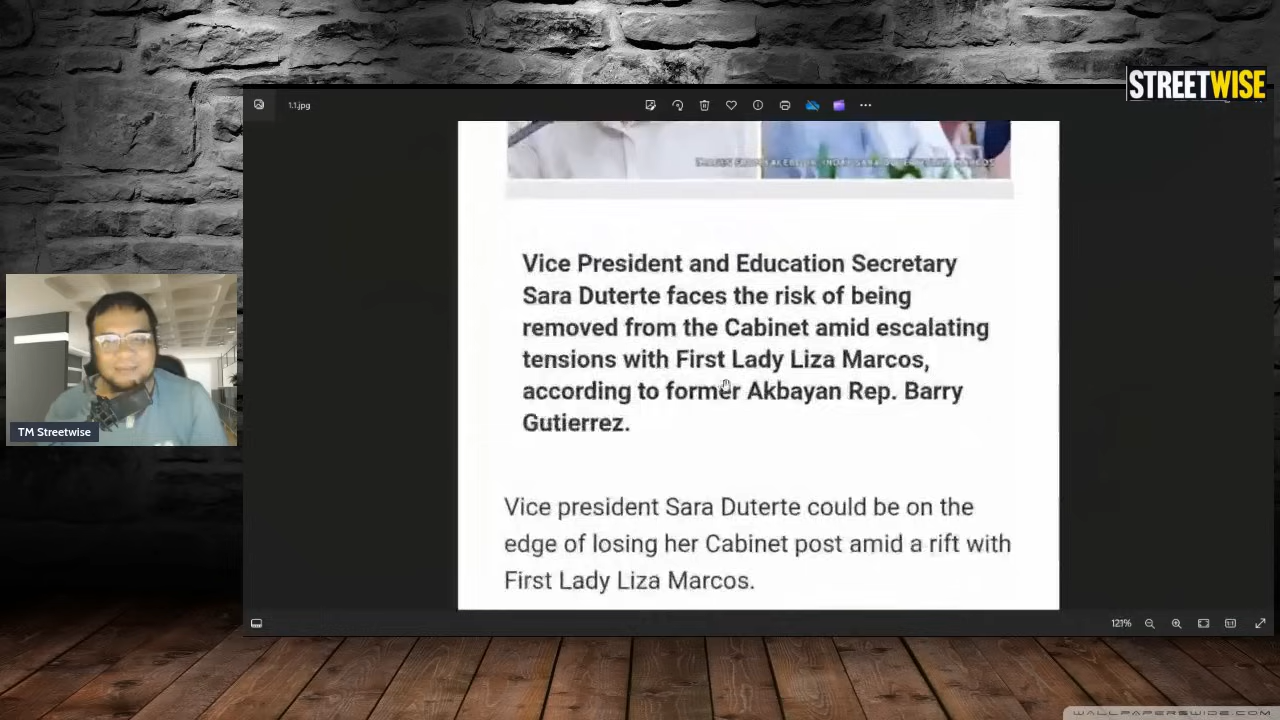 STREETWISE
1.1.jpg
Vice President and Education Secretary
Sara Duterte faces the risk of being
removed from the Cabinet amid escalating
tensions with First Lady Liza Marcos,
according to former Akbayan Rep. Barry
Gutierrez.
Vice president Sara Duterte could be on the
edge of losing her Cabinet post amid a rift with
First Lady Liza Marcos.
TM Streetwise
121%
WALLPAPERSWIDE.COM